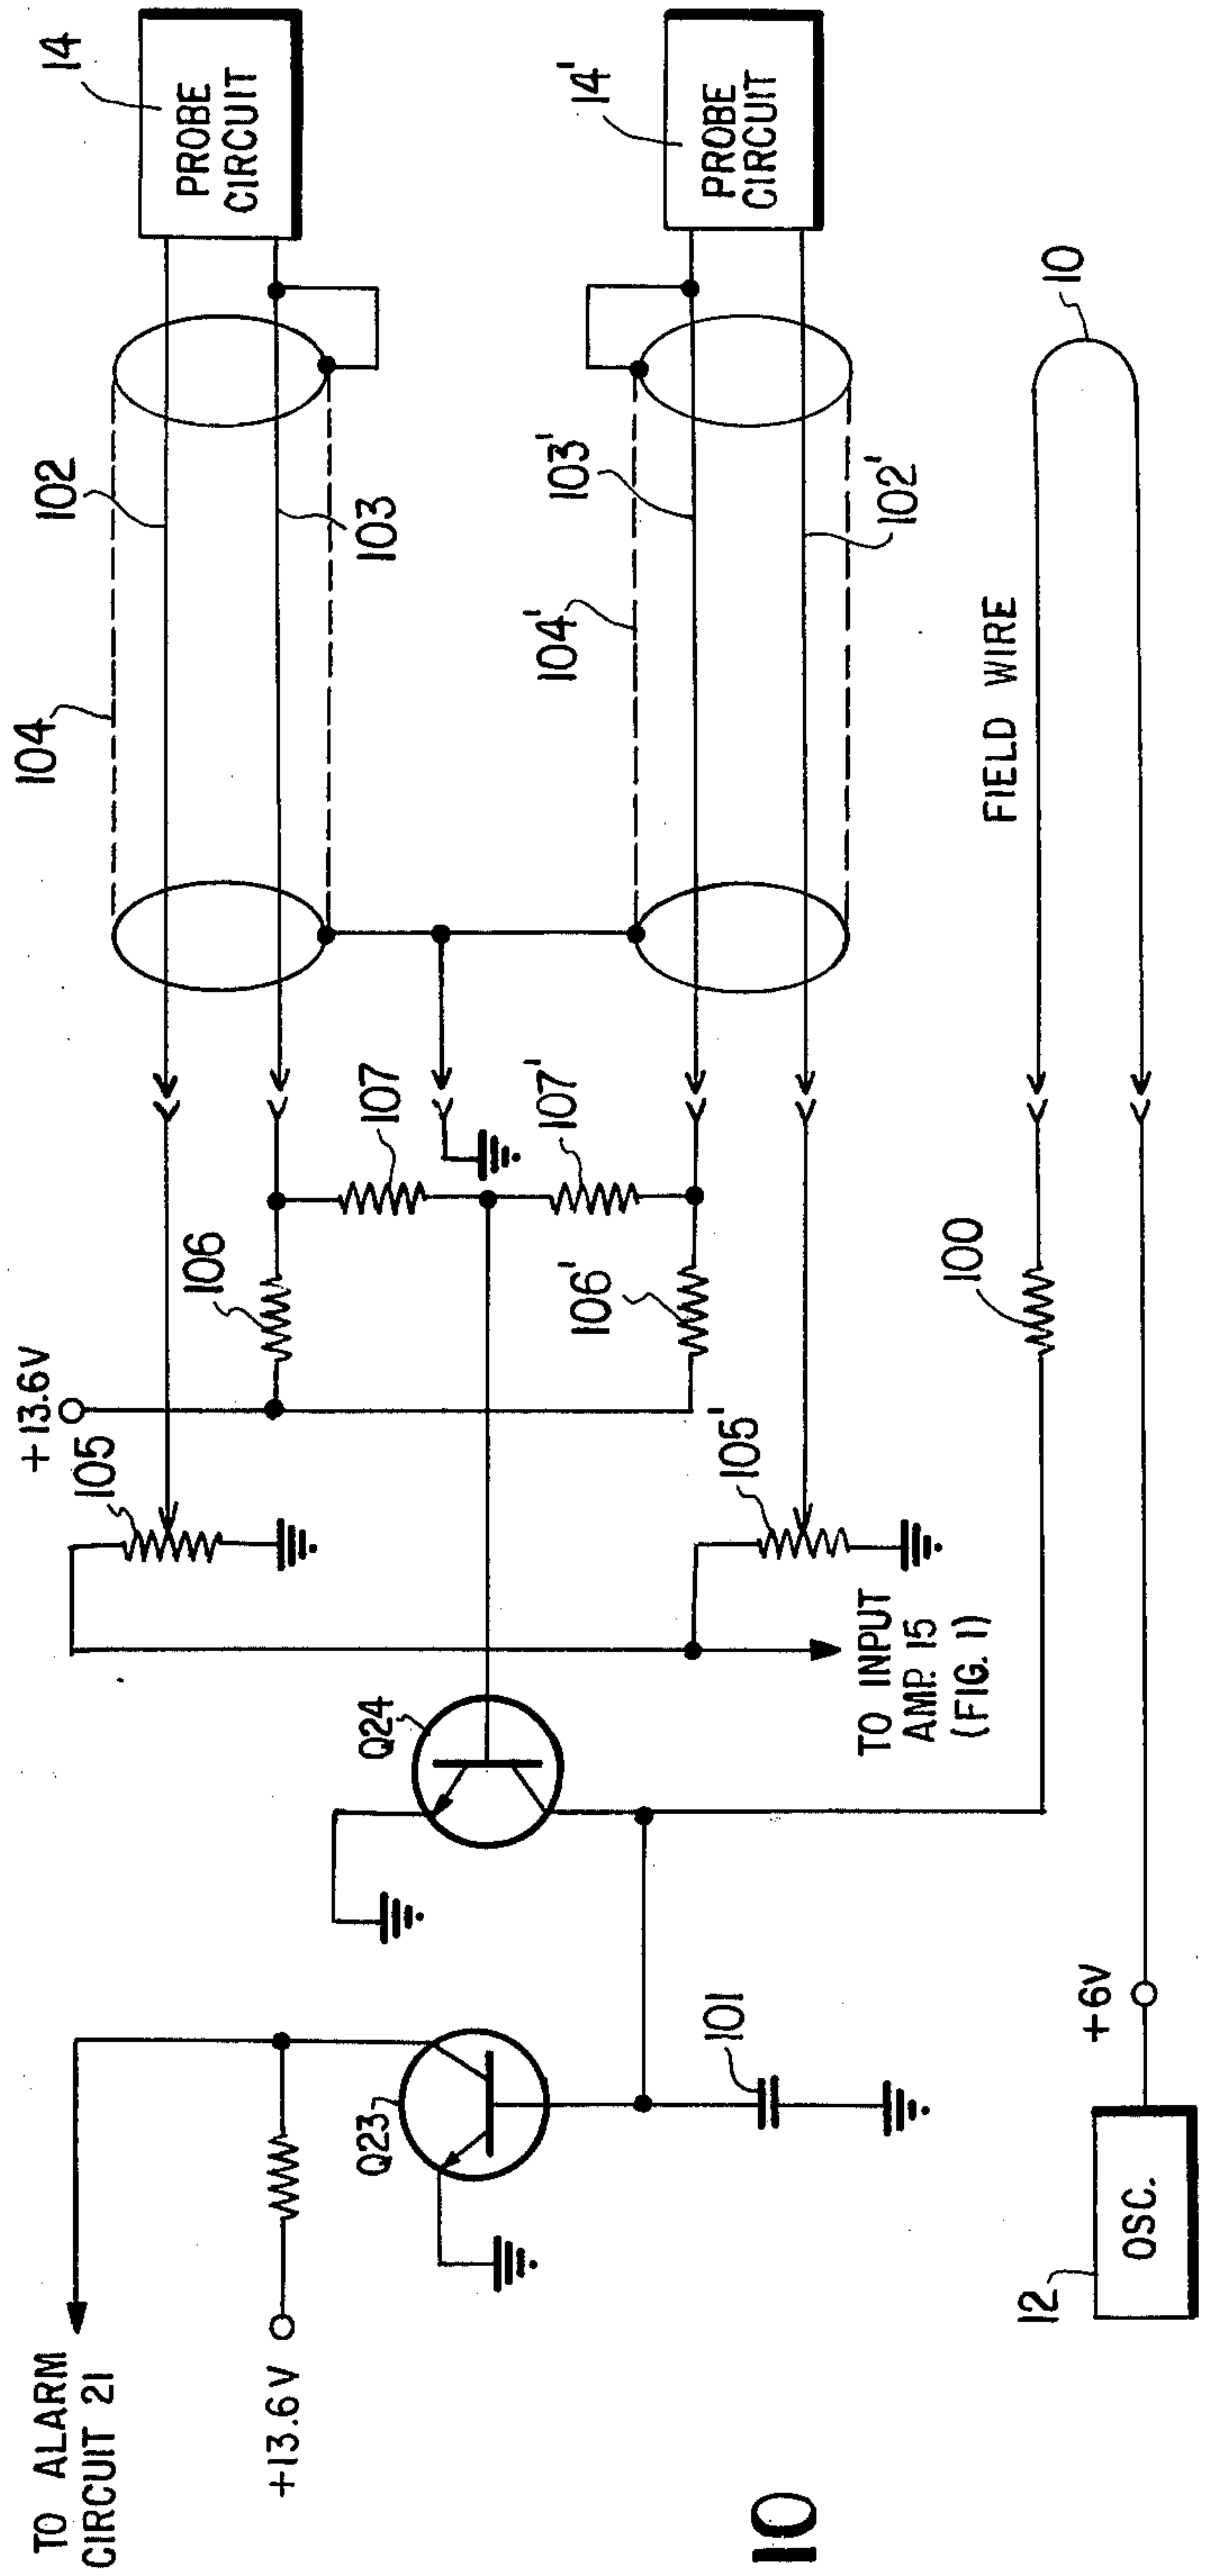 14
PROBE
CIRCUIT
14'
PROBE
CIRCUIT
10
102
103
103'
102'
104
104'
FIELD WIRE
107
107'
106
106'
100
+13.6V
105
105'
TO INPUT
AMP. 15
(FIG. 1)
Q24
Q23
101
+6V
12
OSC.
TO ALARM
CIRCUIT 21
+13.6V
10